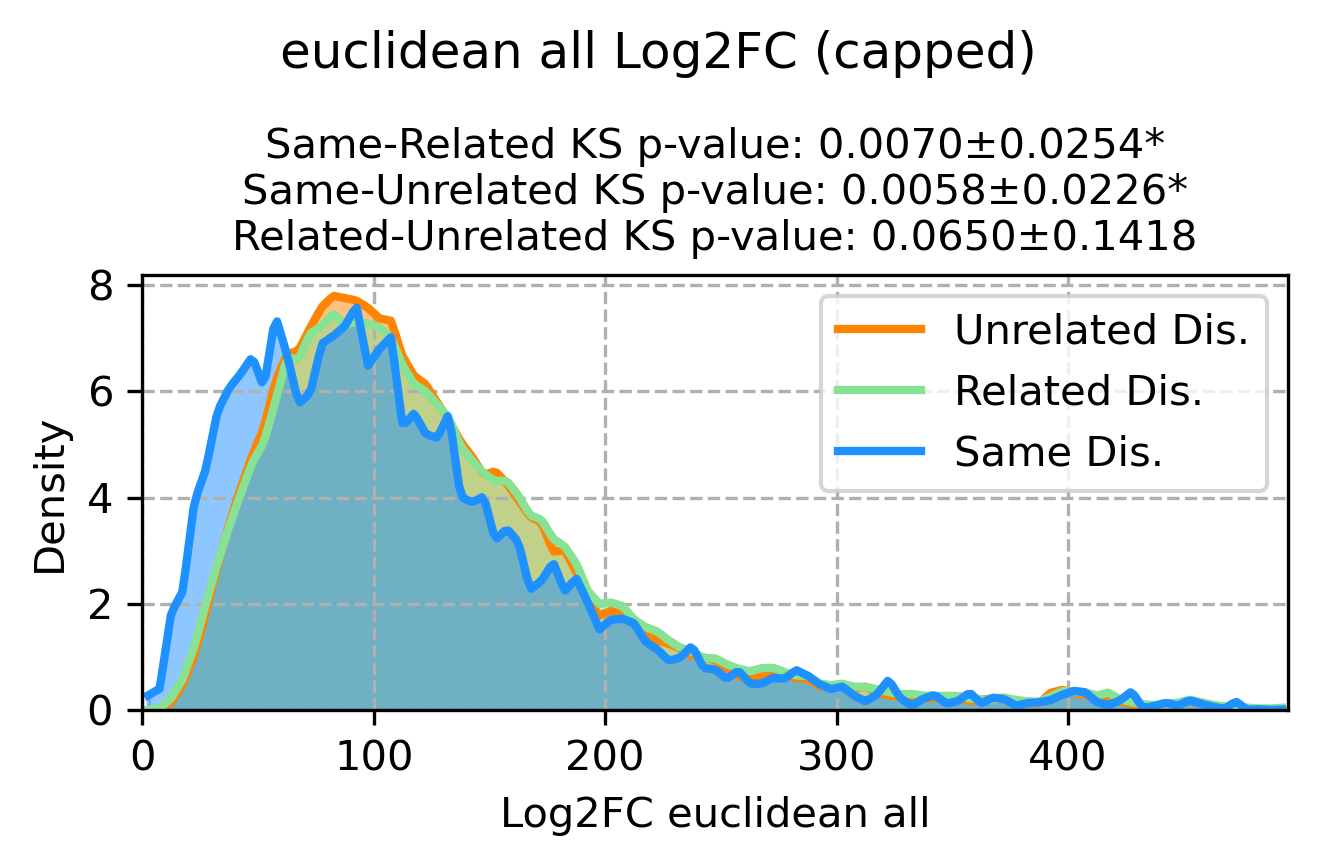 euclidean all Log2FC (capped)
Same-Related KS p-value: 0.0070±0.0254*
Same-Unrelated KS p-value: 0.0058±0.0226*
Related-Unrelated KS p-value: 0.0650±0.1418
8
6
4
2
0
Density
Unrelated Dis.
Related Dis.
Same Dis.
0 100 200 300 400
Log2FC euclidean all